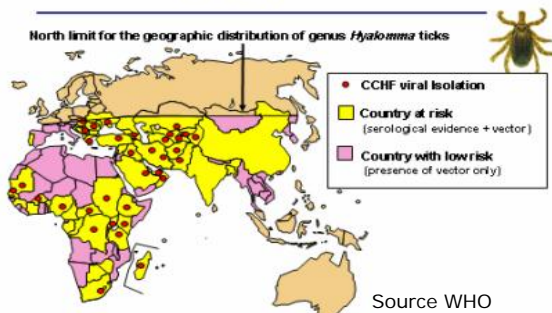 North limit for the geographic distribution of genus Hyalomma ticks
CCHF viral Isolation
Country at risk
(serological evidence + vector)
Country with low risk
(presence of vector only)
Source WHO